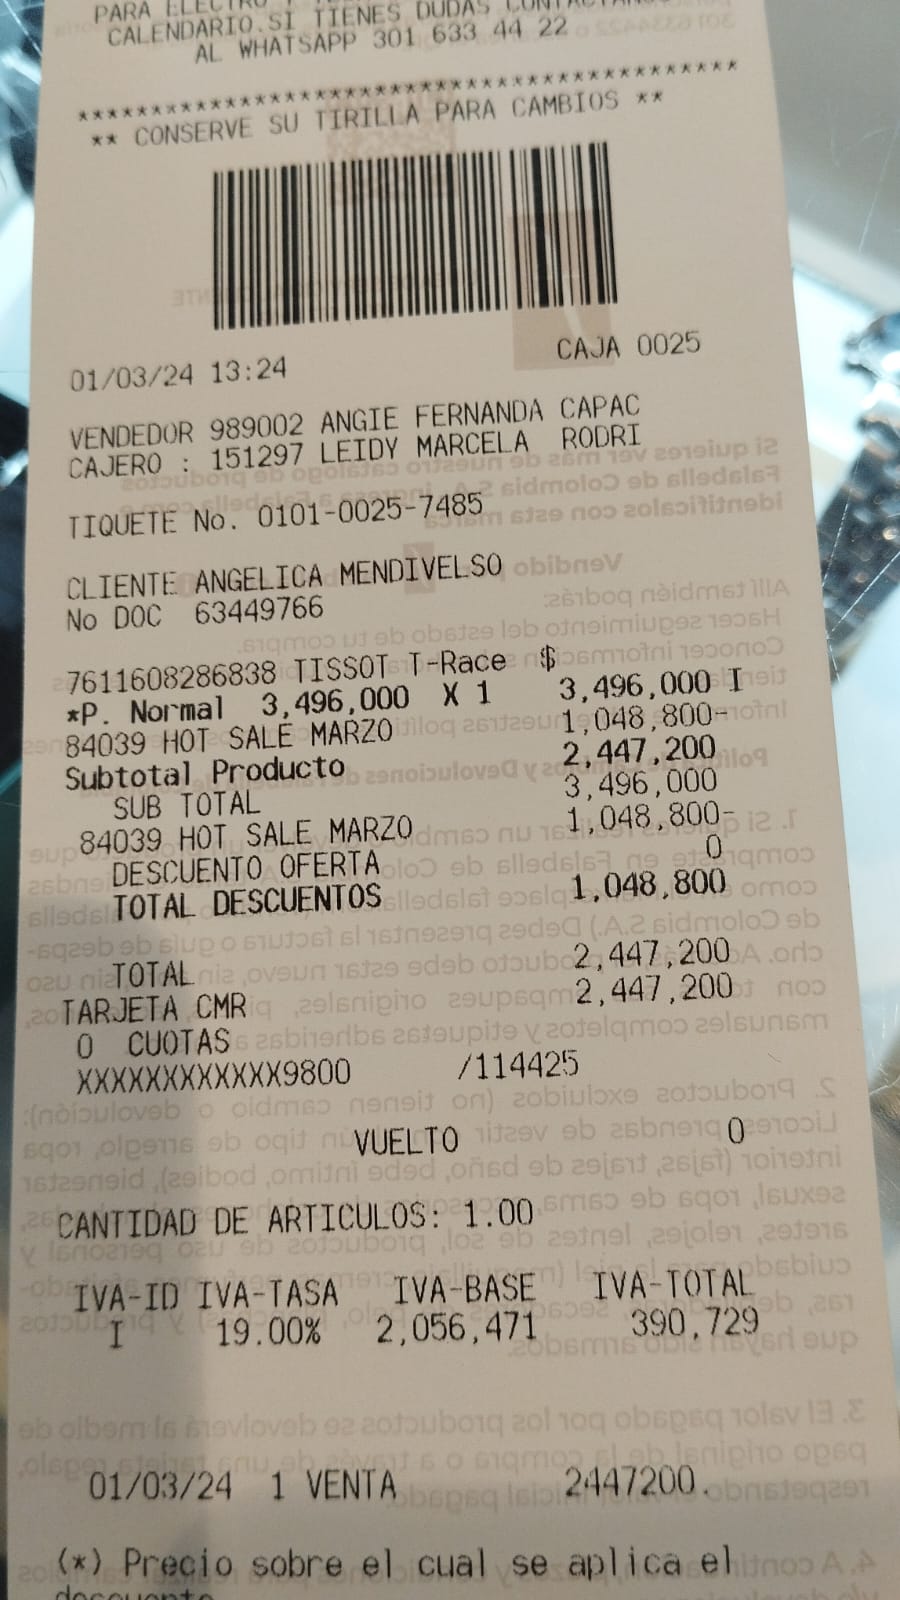 PARA ELECTRO
CALENDARIO.SI TIENES DUDAS
AL WHATSAPP 301 633 44 22
*********************************************
** CONSERVE SU TIRILLA PARA CAMBIOS **
01/03/24 13:24 CAJA 0025
VENDEDOR 989002 ANGIE FERNANDA CAPAC
CAJERO : 151297 LEIDY MARCELA RODRI
TIQUETE No. 0101-0025-7485
CLIENTE ANGELICA MENDIVELSO
No DOC 63449766
7611608286838 TISSOT T-Race $
*P. Normal 3,496,000 X 1 3,496,000 I
84039 HOT SALE MARZO 1,048,800-
Subtotal Producto 2,447,200
SUB TOTAL 3,496,000
84039 HOT SALE MARZO 1,048,800-
DESCUENTO OFERTA 0
TOTAL DESCUENTOS 1,048,800
TOTAL 2,447,200
TARJETA CMR 2,447,200
0 CUOTAS
XXXXXXXXXXXX9800 /114425
VUELTO 0
CANTIDAD DE ARTICULOS: 1.00
IVA-ID IVA-TASA IVA-BASE IVA-TOTAL
I 19.00% 2,056,471 390,729
01/03/24 1 VENTA 2447200.
(*) Precio sobre el cual se aplica el